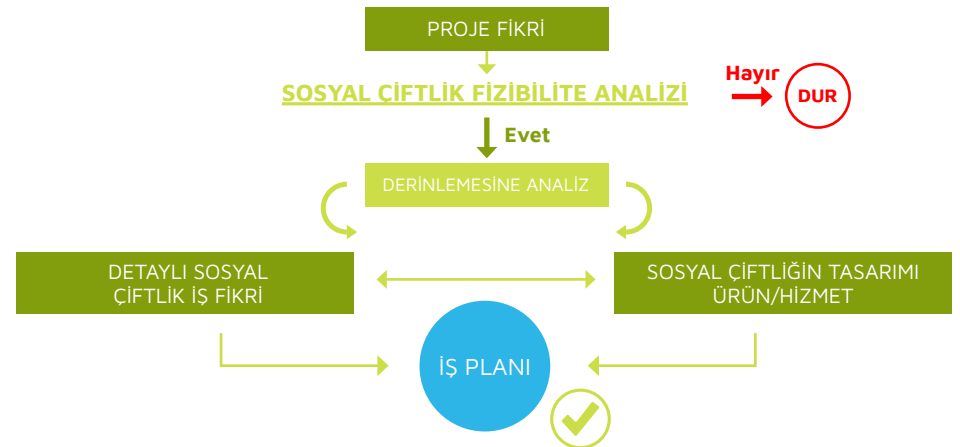 PROJE FİKRİ
SOSYAL ÇİFTLİK FİZİBİLİTE ANALİZİ
Hayır
DUR
Evet
DERİNLEMESİNE ANALİZ
DETAYLI SOSYAL
ÇİFTLİK İŞ FİKRİ
SOSYAL ÇİFTLİĞİN TASARIMI
ÜRÜN/HİZMET
İŞ PLANI